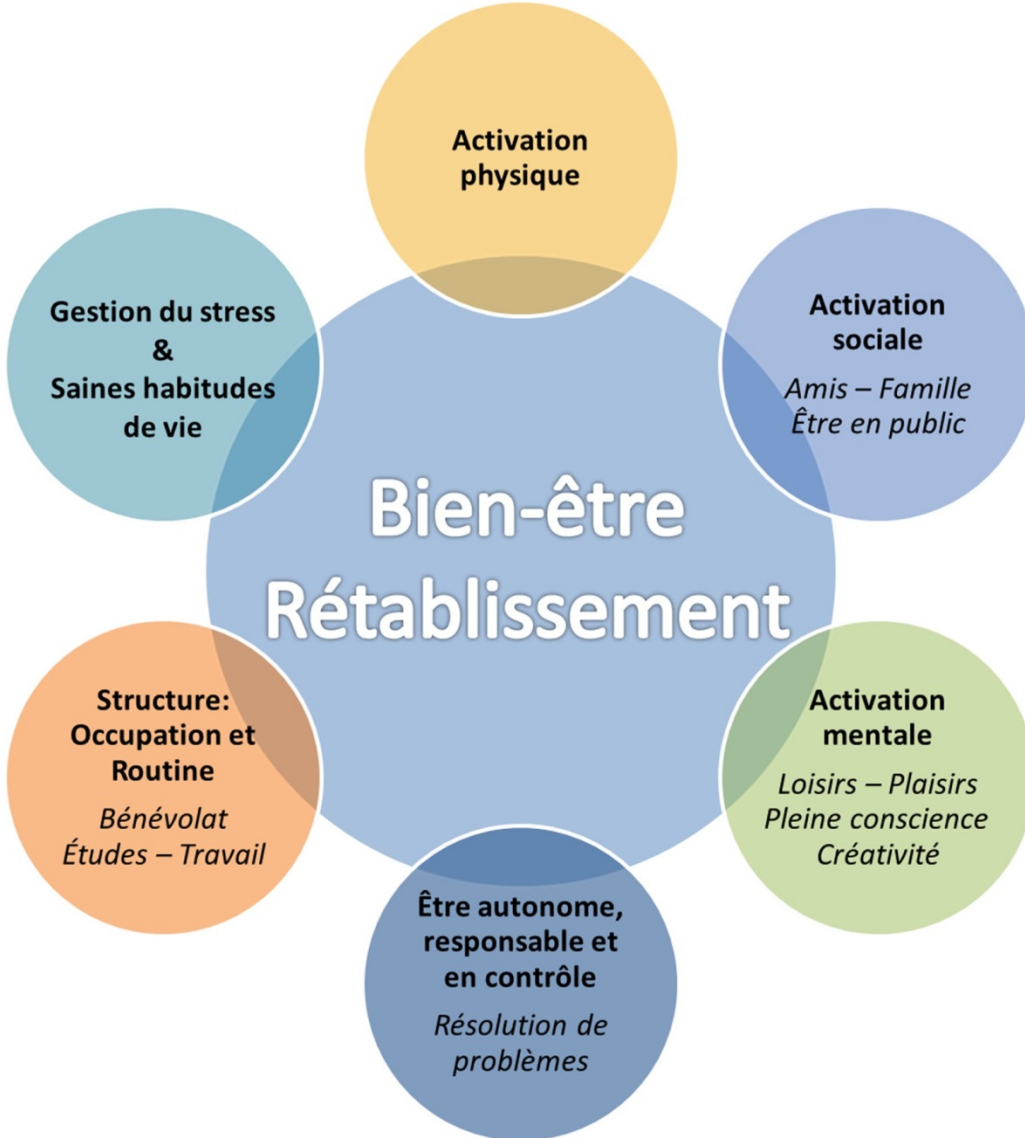 Activation
physique
Gestion du stress
&
Saines habitudes
de vie
Activation
sociale
Amis – Famille
Être en public
Bien-être
Rétablissement
Structure:
Occupation et
Routine
Bénévolat
Études – Travail
Activation
mentale
Loisirs – Plaisirs
Pleine conscience
Créativité
Être autonome,
responsable et
en contrôle
Résolution de
problèmes